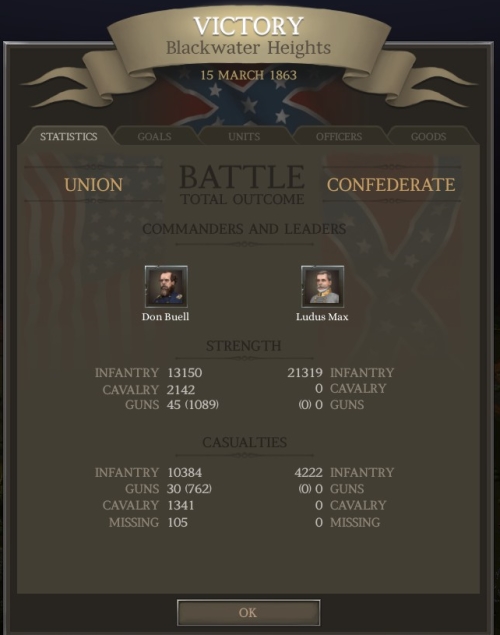 VICTORY
Blackwater Heights
15 MARCH 1863
STATISTICS GOALS UNITS OFFICERS GOODS
UNION BATTLE CONFEDERATE
TOTAL OUTCOME
COMMANDERS AND LEADERS
Don Buell Ludus Max
STRENGTH
INFANTRY 13150 21319 INFANTRY
CAVALRY 2142 0 CAVALRY
GUNS 45 (1089) (0) 0 GUNS
CASUALTIES
INFANTRY 10384 4222 INFANTRY
GUNS 30 (762) (0) 0 GUNS
CAVALRY 1341 0 CAVALRY
MISSING 105 0 MISSING
OK